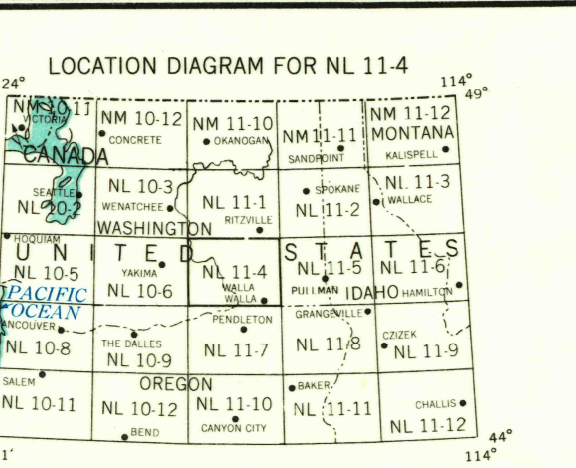 LOCATION DIAGRAM FOR NL 11-4
24° 114°
49°
NM 10-11 NM 10-12 NM 11-10 NM 11-11 NM 11-12
VICTORIA CONCRETE OKANOGAN SANDPOINT MONTANA
KALISPELL
CANADA
SEATTLE NL 10-3 NL 11-1 SPOKANE NL 11-3
NL 10-2 WENATCHEE RITZVILLE NL 11-2 WALLACE
WASHINGTON
HOQUIAM
UNITED STATES
NL 10-5 YAKIMA NL 11-4 NL 11-5 NL 11-6
NL 10-6 WALLA WALLA PULLMAN IDAHO HAMILTON
PACIFIC
OCEAN
ANCOUVER THE DALLES PENDLETON GRANGEVILLE CZIZEK
NL 10-8 NL 10-9 NL 11-7 NL 11-8 NL 11-9
SALEM OREGON BAKER CHALLIS
NL 10-11 NL 10-12 NL 11-10 NL 11-11 NL 11-12
BEND CANYON CITY
44°
114°